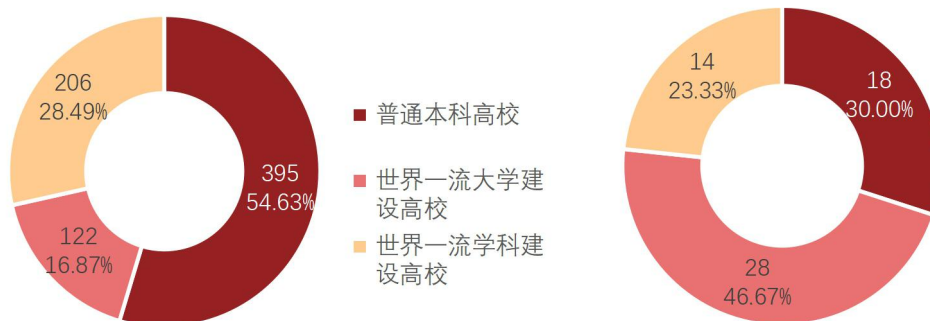 206
28.49%
395
54.63%
122
16.87%
普通本科高校
世界一流大学建
设高校
世界一流学科建
设高校
14
23.33%
18
30.00%
28
46.67%